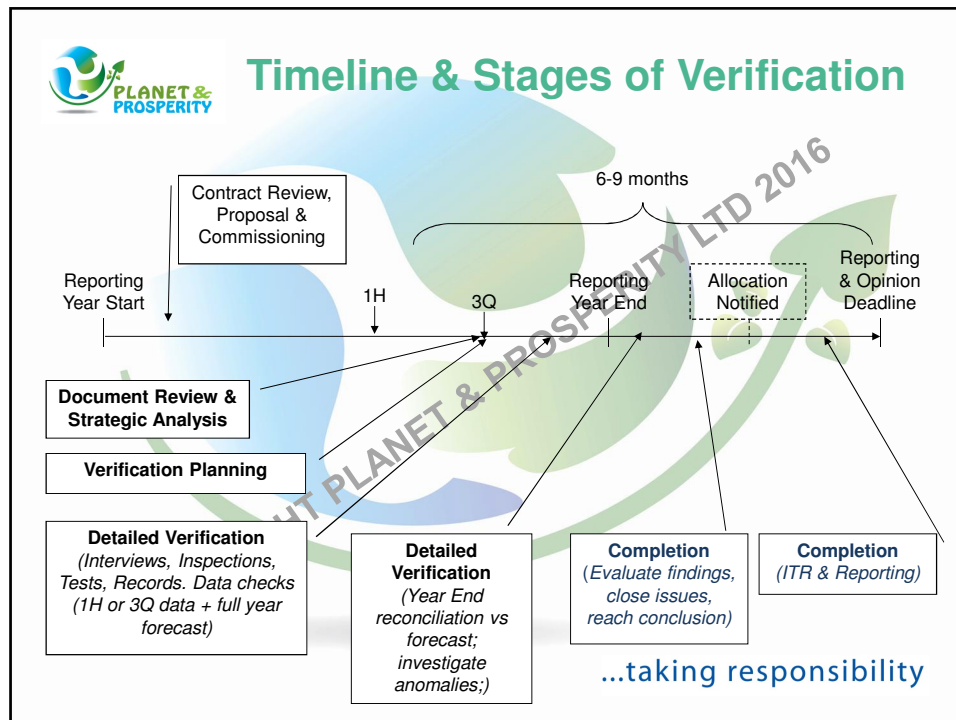 PLANET &
PROSPERITY
Timeline & Stages of Verification
Contract Review,
Proposal &
Commissioning
6-9 months
Reporting
Year Start
1H
3Q
Reporting
Year End
Allocation
Notified
Reporting
& Opinion
Deadline
Document Review &
Strategic Analysis
Verification Planning
Detailed Verification
(Interviews, Inspections,
Tests, Records. Data checks
(1H or 3Q data + full year
forecast)
Detailed
Verification
(Year End
reconciliation vs
forecast;
investigate
anomalies;)
Completion
(Evaluate findings,
close issues,
reach conclusion)
Completion
(ITR & Reporting)
HT PLANET & PROSPERITY LTD 2016
...taking responsibility